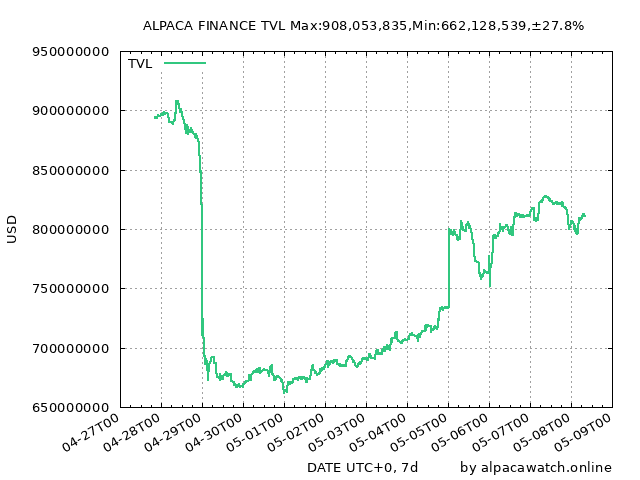 ALPACA FINANCE TVL Max:908,053,835,Min:662,128,539,±27.8%
950000000
TVL
900000000
850000000
800000000
750000000
700000000
650000000
USD
04-27T00
04-28T00
04-29T00
04-30T00
05-01T00
05-02T00
05-03T00
05-04T00
05-05T00
05-06T00
05-07T00
05-08T00
05-09T00
DATE UTC+0, 7d
by alpacawatch.online